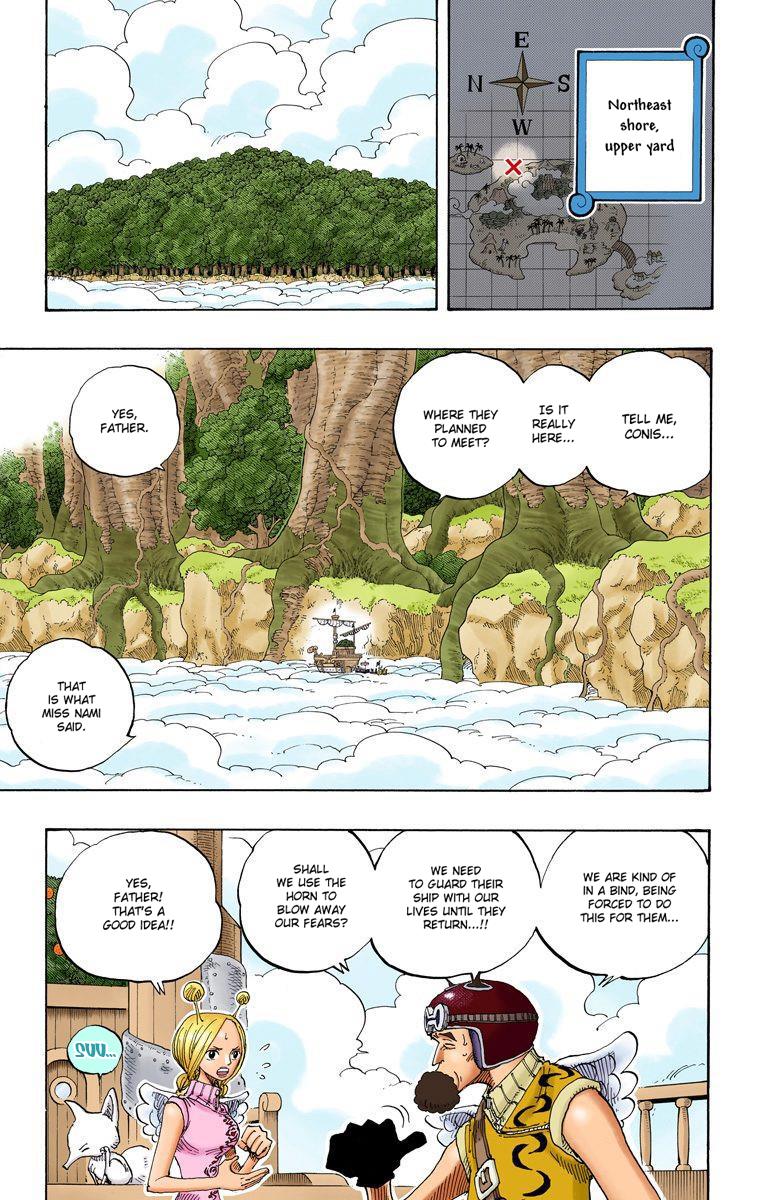 E
N S
W
Northeast
shore,
upper yard
TELL ME,
CONIS...
IS IT
REALLY
HERE...
WHERE THEY
PLANNED
TO MEET?
YES,
FATHER.
THAT
IS WHAT
MISS NAMI
SAID.
WE ARE KIND OF
IN A BIND, BEING
FORCED TO DO
THIS FOR THEM...
WE NEED
TO GUARD THEIR
SHIP WITH OUR
LIVES UNTIL THEY
RETURN...!!
SHALL
WE USE THE
HORN TO
BLOW AWAY
OUR FEARS?
YES,
FATHER!
THAT'S A
GOOD IDEA!!
SUU...